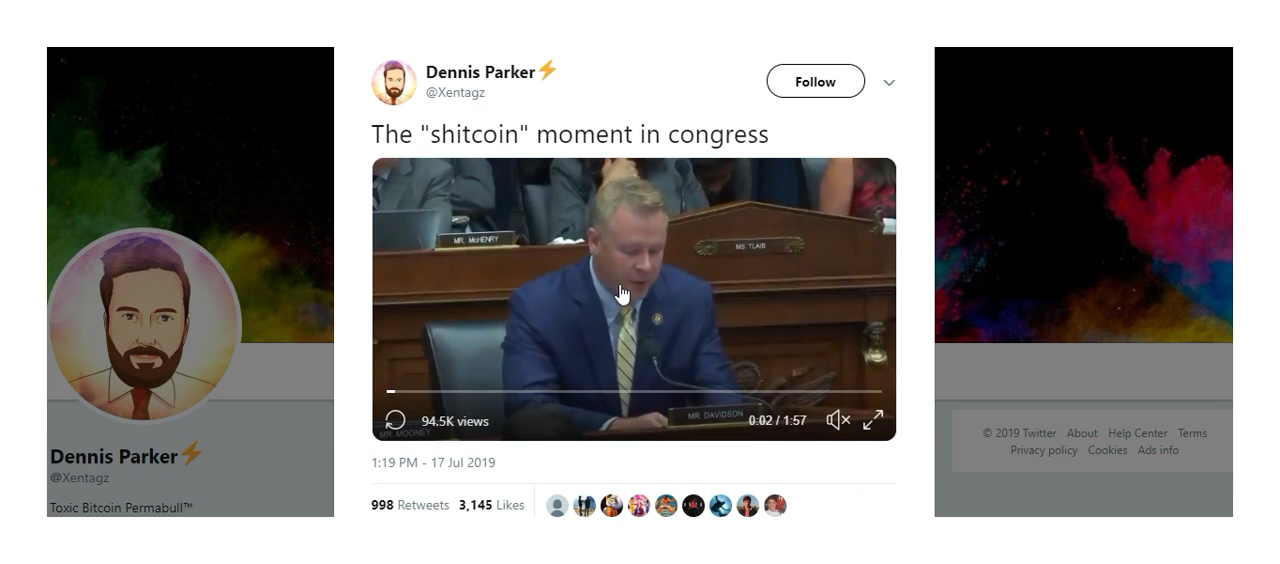 Dennis Parker⚡
@Xentagz
Follow
The "shitcoin" moment in congress
MR. McHENRY
MS. TLAIB
MR. DAVIDSON
MR. MOONEY
94.5K views
0:02 / 1:57
1:19 PM - 17 Jul 2019
998 Retweets 3,145 Likes
Dennis Parker⚡
@Xentagz
Toxic Bitcoin Permabull™
© 2019 Twitter About Help Center Terms
Privacy policy Cookies Ads info